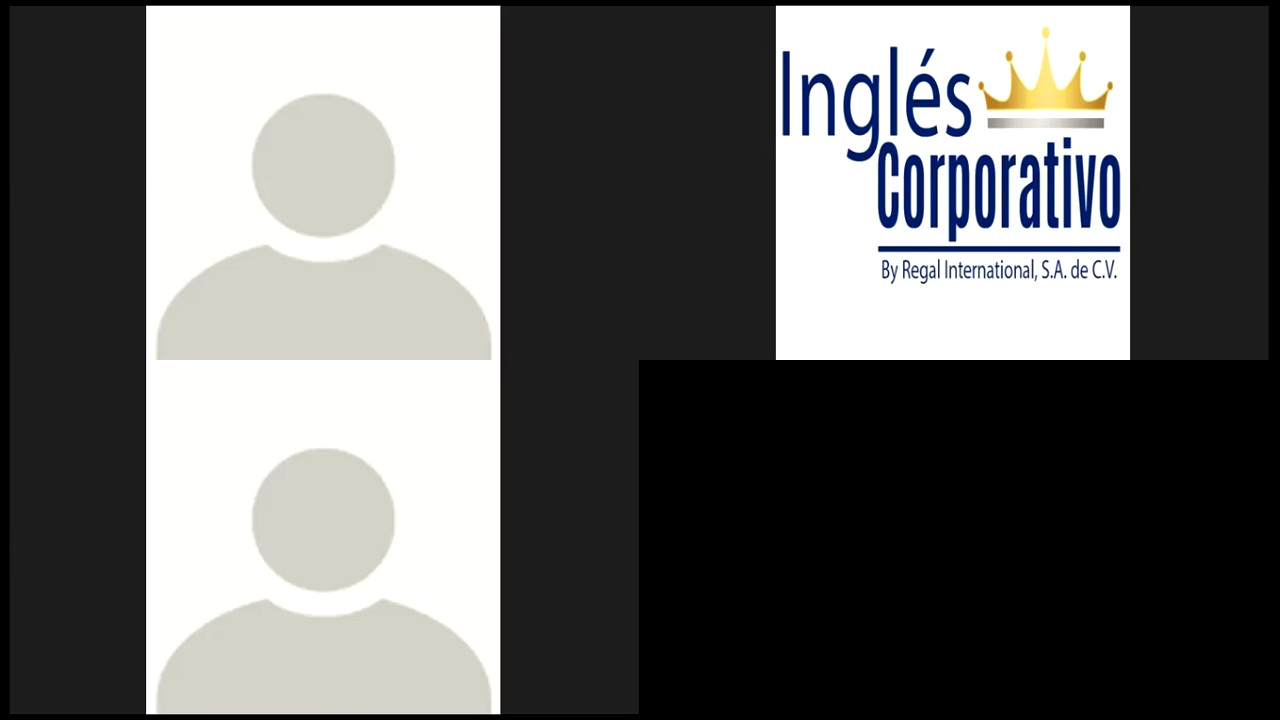 Inglés
Corporativo
By Regal International, S.A. de C.V.